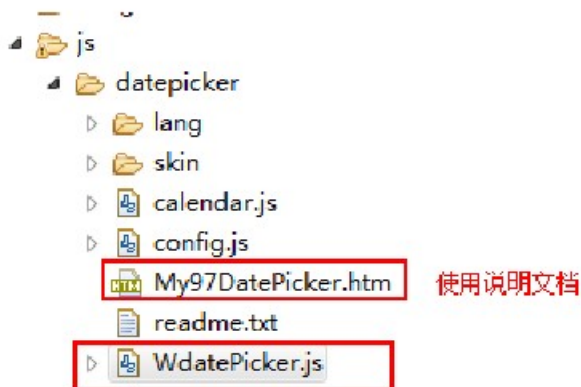 js
datepicker
lang
skin
calendar.js
config.js
My97DatePicker.htm 使用说明文档
readme.txt
WdatePicker.js